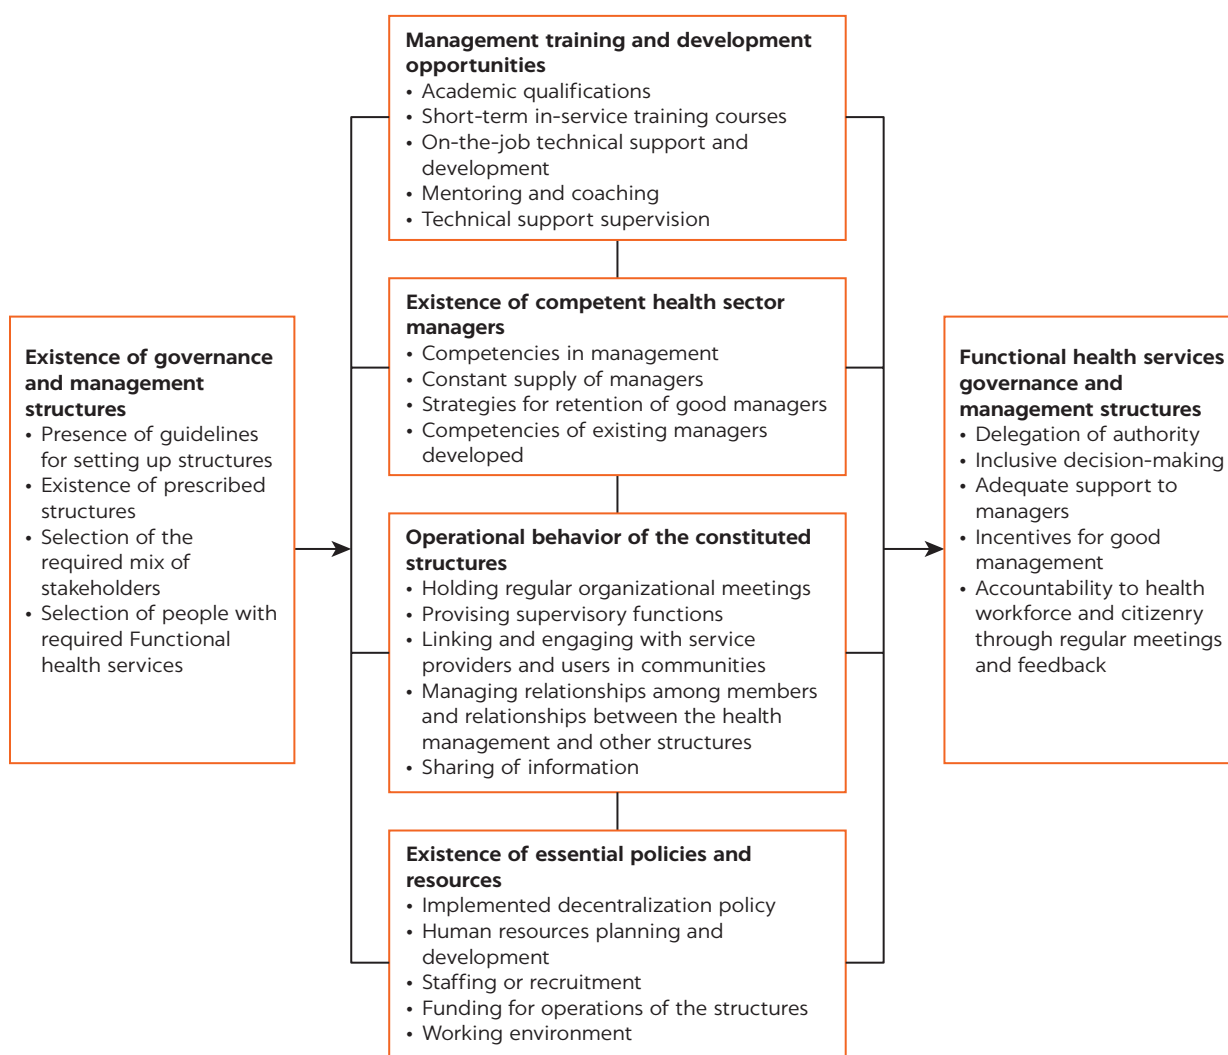 Management training and development
opportunities
• Academic qualifications
• Short-term in-service training courses
• On-the-job technical support and
development
• Mentoring and coaching
• Technical support supervision
Existence of competent health sector
managers
• Competencies in management
• Constant supply of managers
• Strategies for retention of good managers
• Competencies of existing managers
developed
Existence of governance
and management
structures
• Presence of guidelines
for setting up structures
• Existence of prescribed
structures
• Selection of the
required mix of
stakeholders
• Selection of people with
required Functional
health services
Operational behavior of the constituted
structures
• Holding regular organizational meetings
• Provising supervisory functions
• Linking and engaging with service
providers and users in communities
• Managing relationships among members
and relationships between the health
management and other structures
• Sharing of information
Existence of essential policies and
resources
• Implemented decentralization policy
• Human resources planning and
development
• Staffing or recruitment
• Funding for operations of the structures
• Working environment
Functional health services
governance and
management structures
• Delegation of authority
• Inclusive decision-making
• Adequate support to
managers
• Incentives for good
management
• Accountability to health
workforce and citizenry
through regular meetings
and feedback